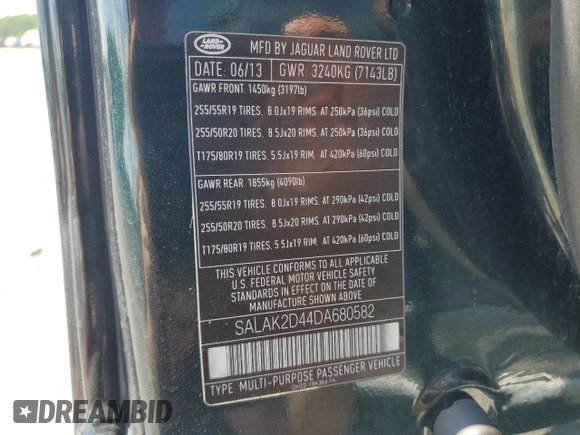 LAND ROVER
MFD BY JAGUAR LAND ROVER LTD
DATE: 06/13 GWR. 3240KG (7143LB)
GAWR FRONT: 1450kg (3197lb)
255/55R19 TIRES. 8.0Jx19 RIMS. AT 250kPa (36psi) COLD
255/50R20 TIRES. 8.5Jx20 RIMS. AT 250kPa (36psi) COLD
T175/80R19 TIRES. 5.5Jx19 RIM. AT 420kPa (60psi) COLD
GAWR REAR: 1855kg (4090lb)
255/55R19 TIRES. 8.0Jx19 RIMS. AT 290kPa (42psi) COLD
255/50R20 TIRES. 8.5Jx20 RIMS. AT 290kPa (42psi) COLD
T175/80R19 TIRES. 5.5Jx19 RIM. AT 420kPa (60psi) COLD
THIS VEHICLE CONFORMS TO ALL APPLICABLE
U.S. FEDERAL MOTOR VEHICLE SAFETY
STANDARDS IN EFFECT ON THE DATE OF
MANUFACTURE SHOWN ABOVE
SALAK2D44DA680582
TYPE: MULTI-PURPOSE PASSENGER VEHICLE
DREAMBID